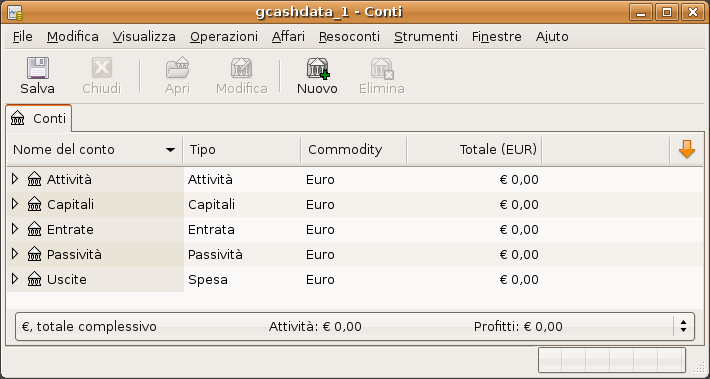 gcashdata_1 - Conti
File Modifica Visualizza Operazioni Affari Resoconti Strumenti Finestre Aiuto
Salva Chiudi Apri Modifica Nuovo Elimina
Conti
Nome del conto Tipo Commodity Totale (EUR)
Attività Attività Euro € 0,00
Capitali Capitali Euro € 0,00
Entrate Entrata Euro € 0,00
Passività Passività Euro € 0,00
Uscite Spesa Euro € 0,00
€, totale complessivo Attività: € 0,00 Profitti: € 0,00